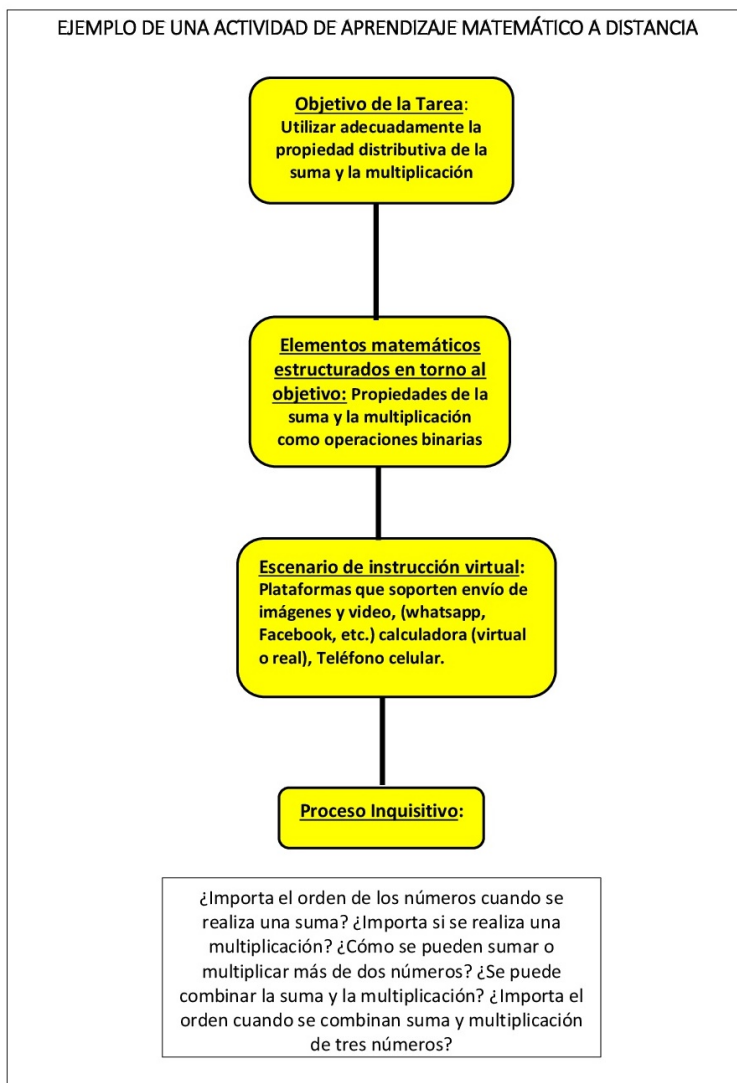 EJEMPLO DE UNA ACTIVIDAD DE APRENDIZAJE MATEMÁTICO A DISTANCIA
Objetivo de la Tarea:
Utilizar adecuadamente la
propiedad distributiva de la
suma y la multiplicación
Elementos matemáticos
estructurados en torno al
objetivo: Propiedades de la
suma y la multiplicación
como operaciones binarias
Escenario de instrucción virtual:
Plataformas que soporten envío de
imágenes y video, (whatsapp,
Facebook, etc.) calculadora (virtual
o real), Teléfono celular.
Proceso Inquisitivo:
¿Importa el orden de los números cuando se
realiza una suma? ¿Importa si se realiza una
multiplicación? ¿Cómo se pueden sumar o
multiplicar más de dos números? ¿Se puede
combinar la suma y la multiplicación? ¿Importa el
orden cuando se combinan suma y multiplicación
de tres números?